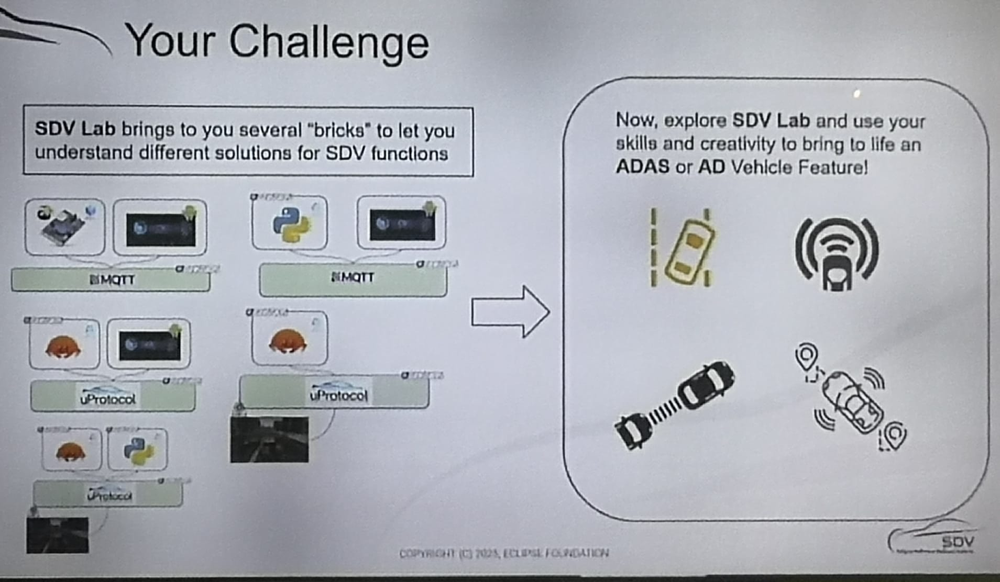 Your Challenge
SDV Lab brings to you several "bricks" to let you
understand different solutions for SDV functions
Now, explore SDV Lab and use your
skills and creativity to bring to life an
ADAS or AD Vehicle Feature!
MQTT
MQTT
uProtocol
uProtocol
uProtocol
COPYRIGHT (C) 2023, ECLIPSE FOUNDATION
SDV